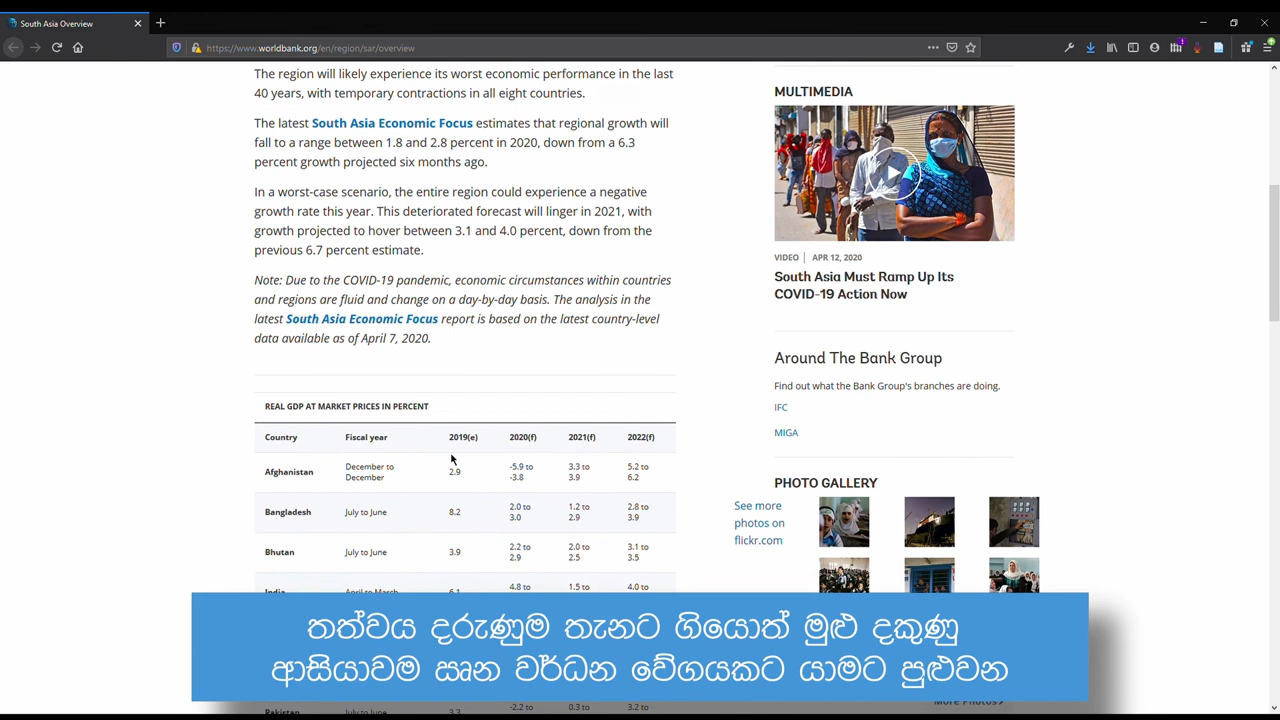 South Asia Overview
https://www.worldbank.org/en/region/sar/overview
The region will likely experience its worst economic performance in the last
40 years, with temporary contractions in all eight countries.
The latest South Asia Economic Focus estimates that regional growth will
fall to a range between 1.8 and 2.8 percent in 2020, down from a 6.3
percent growth projected six months ago.
In a worst-case scenario, the entire region could experience a negative
growth rate this year. This deteriorated forecast will linger in 2021, with
growth projected to hover between 3.1 and 4.0 percent, down from the
previous 6.7 percent estimate.
Note: Due to the COVID-19 pandemic, economic circumstances within countries
and regions are fluid and change on a day-by-day basis. The analysis in the
latest South Asia Economic Focus report is based on the latest country-level
data available as of April 7, 2020.
REAL GDP AT MARKET PRICES IN PERCENT
Country Fiscal year 2019(e) 2020(f) 2021(f) 2022(f)
Afghanistan December to December 2.9 -5.9 to -3.8 3.3 to 3.9 5.2 to 6.2
Bangladesh July to June 8.2 2.0 to 3.0 1.2 to 2.9 2.8 to 3.9
Bhutan July to June 3.9 2.2 to 2.9 2.0 to 2.5 3.1 to 3.5
India April to March 6.1 4.8 to 1.5 to 4.0 to
Pakistan July to June 3.3 -2.2 to 0.3 to 3.2 to
MULTIMEDIA
VIDEO | APR 12, 2020
South Asia Must Ramp Up Its
COVID-19 Action Now
Around The Bank Group
Find out what the Bank Group's branches are doing.
IFC
MIGA
PHOTO GALLERY
See more
photos on
flickr.com
More Photos
තත්වය දරුණුම තැනට ගියොත් මුළු දකුණු
ආසියාවම ඍන වර්ධන වේගයකට යාමට පුළුවන